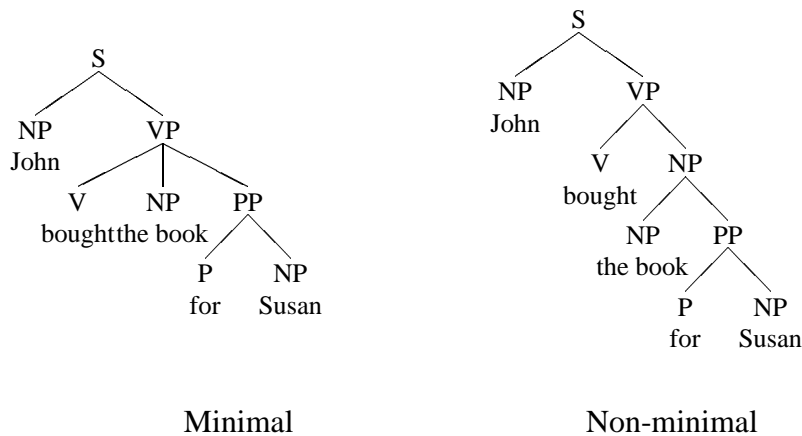 S
NP VP
John
V NP PP
bought the book
P NP
for Susan
Minimal
S
NP VP
John
V NP
bought
NP PP
the book
P NP
for Susan
Non-minimal